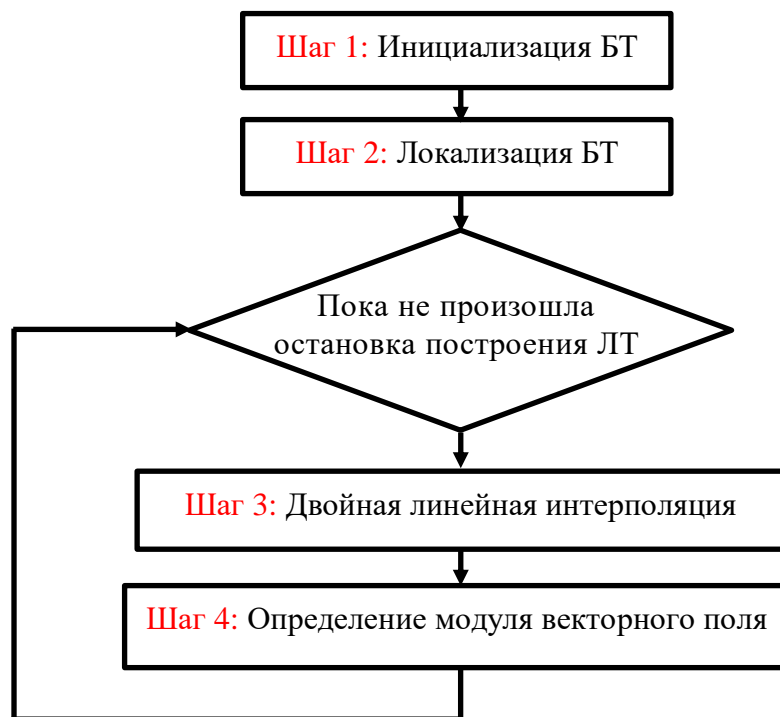 Шаг 1: Инициализация БТ
Шаг 2: Локализация БТ
Пока не произошла
остановка построения ЛТ
Шаг 3: Двойная линейная интерполяция
Шаг 4: Определение модуля векторного поля